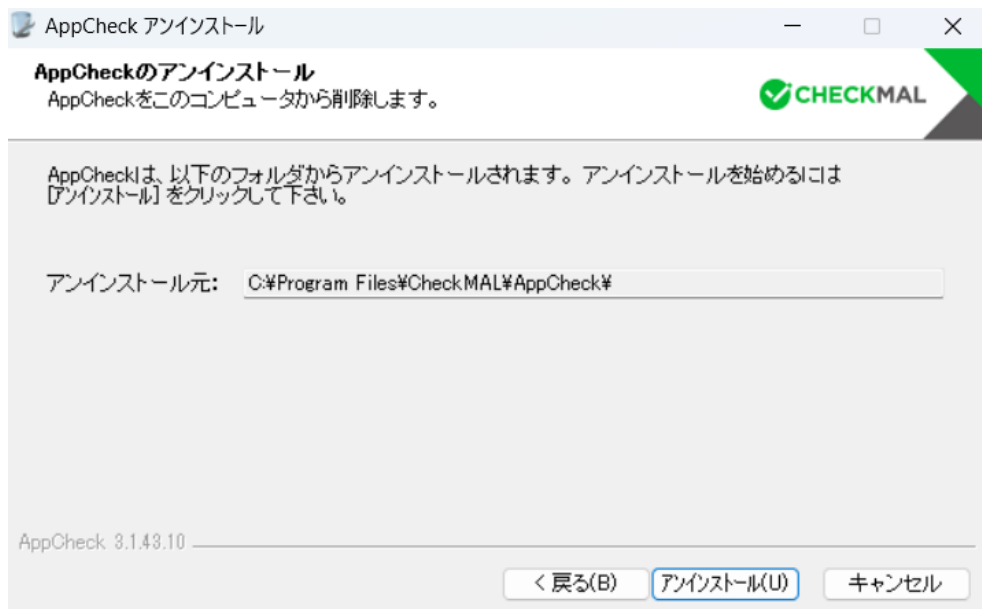 AppCheck アンインストール
AppCheckのアンインストール
AppCheckをこのコンピュータから削除します。
CHECKMAL
AppCheckは、以下のフォルダからアンインストールされます。アンインストールを始めるには
[アンインストール] をクリックして下さい。
アンインストール元: C:¥Program Files¥CheckMAL¥AppCheck¥
AppCheck 3.1.43.10
< 戻る(B) アンインストール(U) キャンセル